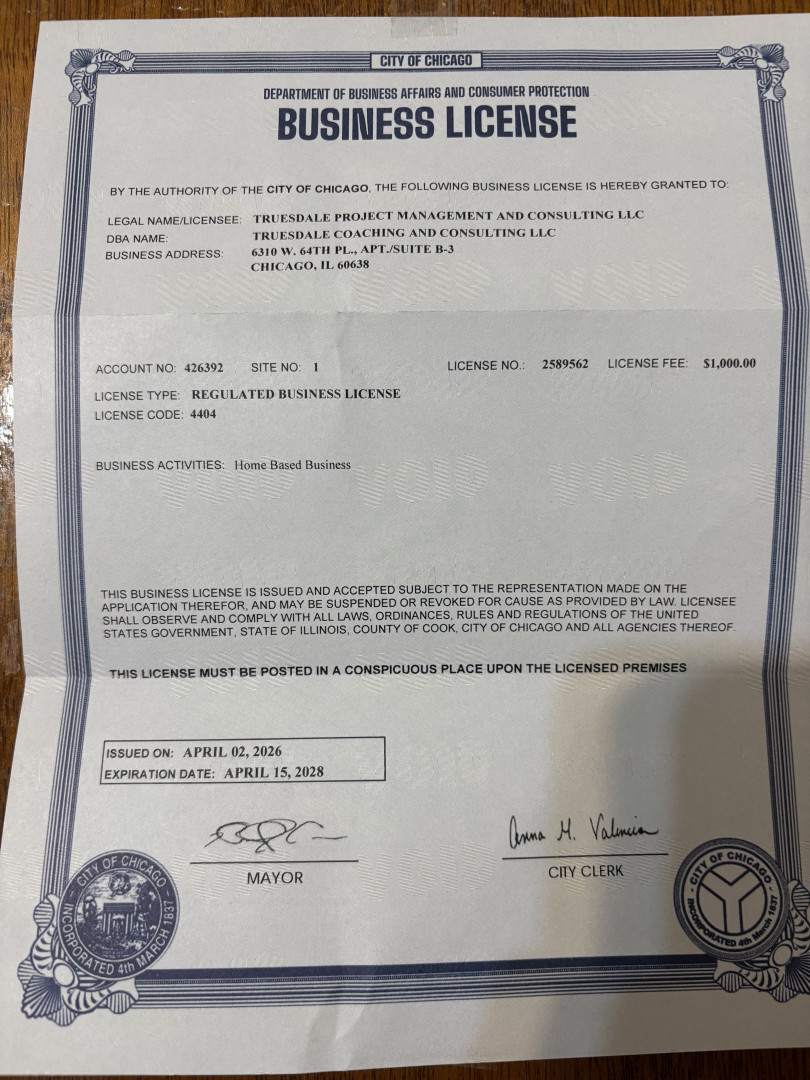 CITY OF CHICAGO
DEPARTMENT OF BUSINESS AFFAIRS AND CONSUMER PROTECTION
BUSINESS LICENSE
BY THE AUTHORITY OF THE CITY OF CHICAGO, THE FOLLOWING BUSINESS LICENSE IS HEREBY GRANTED TO:
LEGAL NAME/LICENSEE: TRUESDALE PROJECT MANAGEMENT AND CONSULTING LLC
DBA NAME: TRUESDALE COACHING AND CONSULTING LLC
BUSINESS ADDRESS: 6310 W. 64TH PL., APT./SUITE B-3
CHICAGO, IL 60638
ACCOUNT NO: 426392 SITE NO: 1 LICENSE NO.: 2589562 LICENSE FEE: $1,000.00
LICENSE TYPE: REGULATED BUSINESS LICENSE
LICENSE CODE: 4404
BUSINESS ACTIVITIES: Home Based Business
VOID VOID VOID
THIS BUSINESS LICENSE IS ISSUED AND ACCEPTED SUBJECT TO THE REPRESENTATION MADE ON THE
APPLICATION THEREFOR, AND MAY BE SUSPENDED OR REVOKED FOR CAUSE AS PROVIDED BY LAW. LICENSEE
SHALL OBSERVE AND COMPLY WITH ALL LAWS, ORDINANCES, RULES AND REGULATIONS OF THE UNITED
STATES GOVERNMENT, STATE OF ILLINOIS, COUNTY OF COOK, CITY OF CHICAGO AND ALL AGENCIES THEREOF.
THIS LICENSE MUST BE POSTED IN A CONSPICUOUS PLACE UPON THE LICENSED PREMISES
ISSUED ON: APRIL 02, 2026
EXPIRATION DATE: APRIL 15, 2028
Anna M. Valencia
MAYOR
CITY CLERK
CITY OF CHICAGO
INCORPORATED 4th MARCH 1837
CITY OF CHICAGO
INCORPORATED 4th March 1837